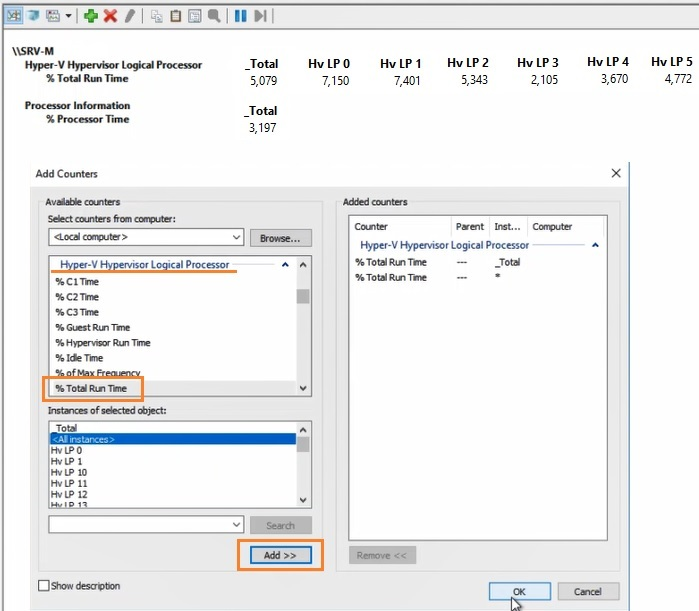 \\SRV-M
Hyper-V Hypervisor Logical Processor _Total Hv LP 0 Hv LP 1 Hv LP 2 Hv LP 3 Hv LP 4 Hv LP 5
% Total Run Time 5,079 7,150 7,401 5,343 2,105 3,670 4,772
Processor Information _Total
% Processor Time 3,197
Add Counters
Available counters
Select counters from computer:
<Local computer>
Browse...
Hyper-V Hypervisor Logical Processor
% C1 Time
% C2 Time
% C3 Time
% Guest Run Time
% Hypervisor Run Time
% Idle Time
% of Max Frequency
% Total Run Time
Instances of selected object:
_Total
<All instances>
Hv LP 0
Hv LP 1
Hv LP 10
Hv LP 11
Hv LP 12
Hv LP 13
Search
Add >>
Show description
Added counters
Counter Parent Inst... Computer
Hyper-V Hypervisor Logical Processor
% Total Run Time --- _Total
% Total Run Time --- *
Remove <<
OK
Cancel